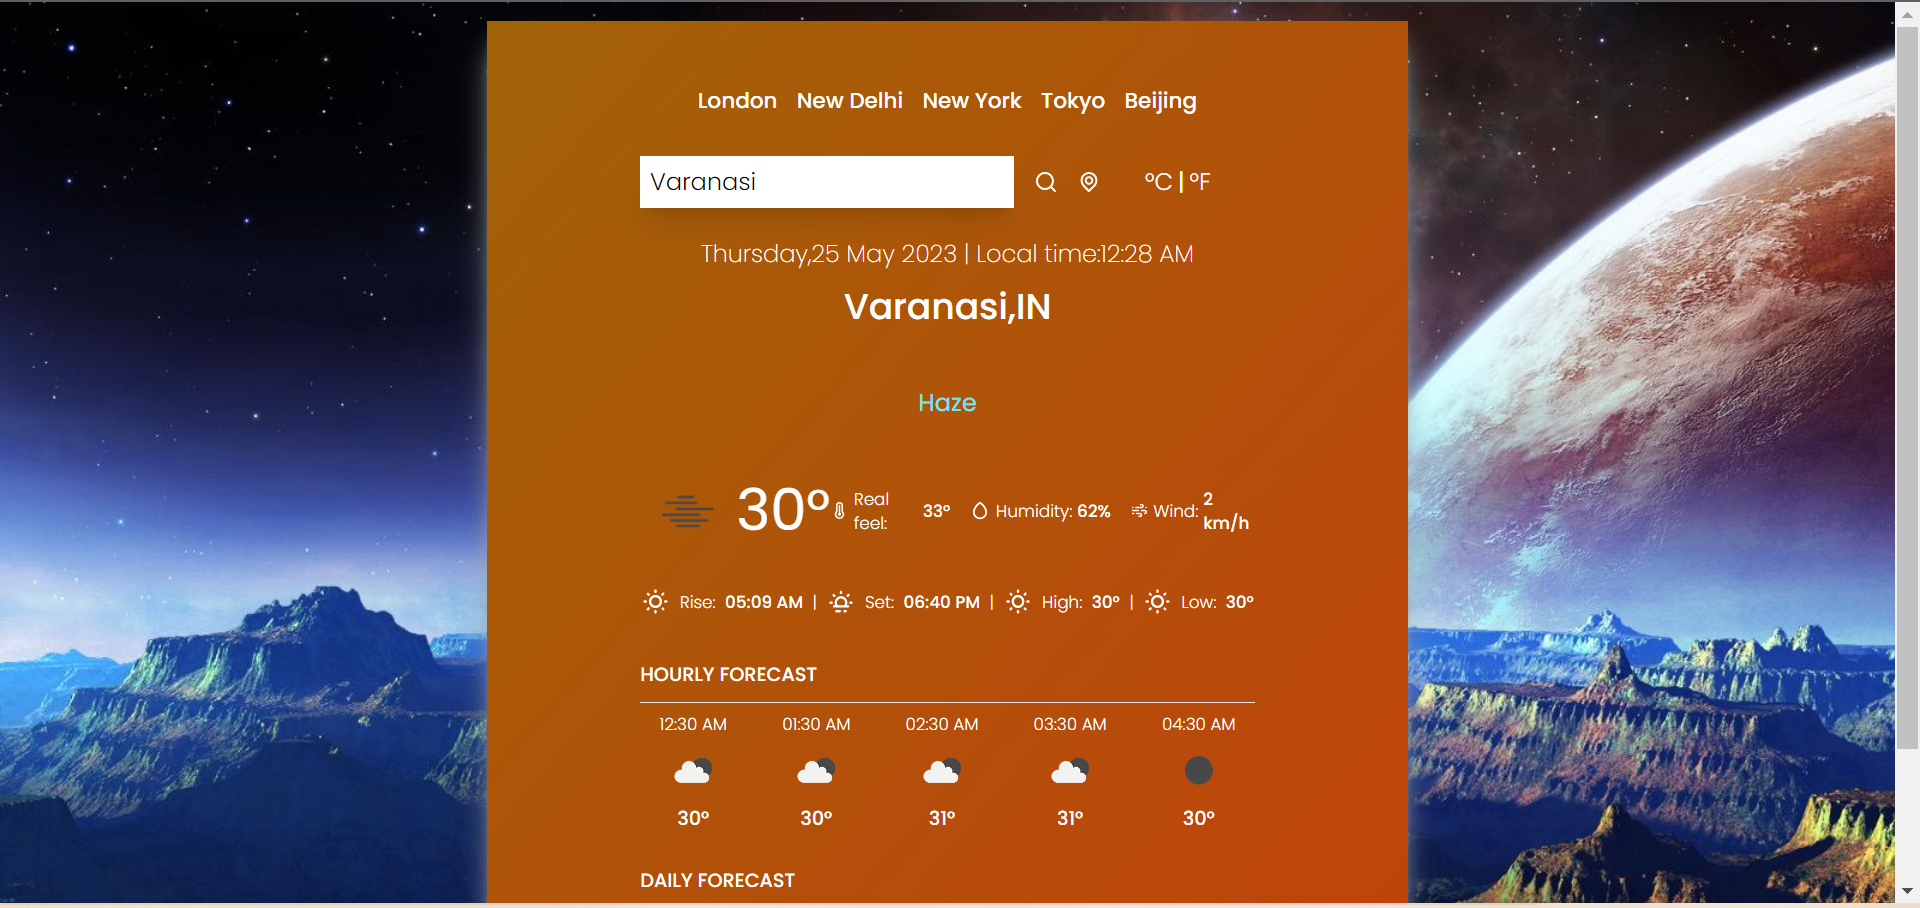 London New Delhi New York Tokyo Beijing
Varanasi
°C | °F
Thursday,25 May 2023 | Local time:12:28 AM
Varanasi,IN
Haze
30° Real feel: 33° Humidity: 62% Wind: 2 km/h
Rise: 05:09 AM | Set: 06:40 PM | High: 30° | Low: 30°
HOURLY FORECAST
12:30 AM 01:30 AM 02:30 AM 03:30 AM 04:30 AM
30° 30° 31° 31° 30°
DAILY FORECAST